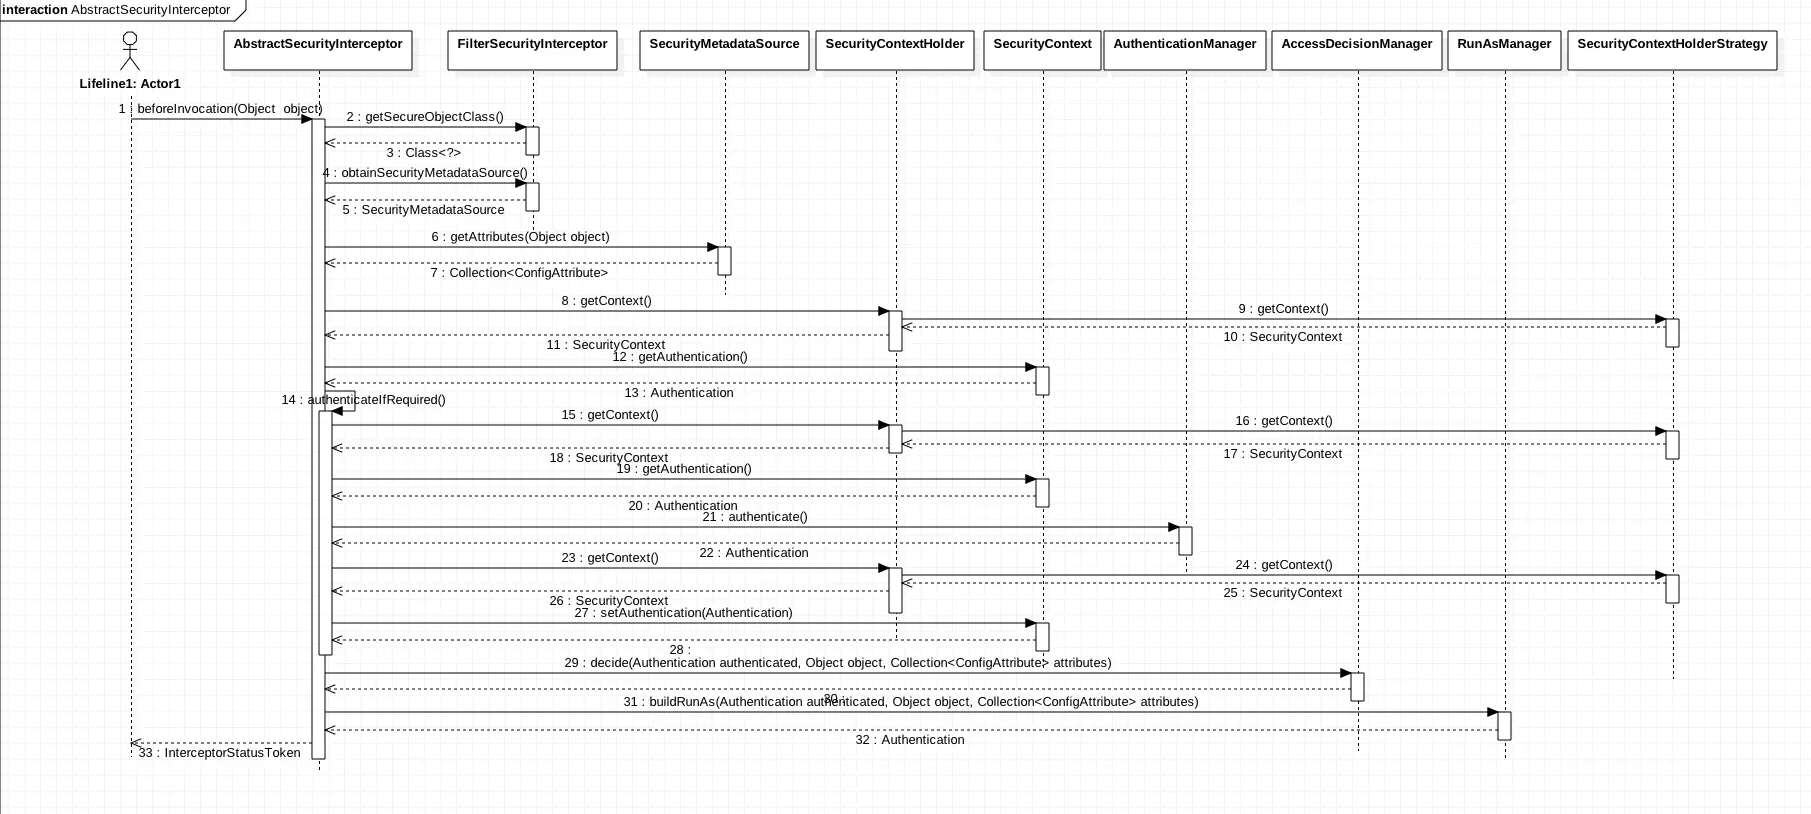 interaction AbstractSecurityInterceptor
AbstractSecurityInterceptor
FilterSecurityInterceptor
SecurityMetadataSource
SecurityContextHolder
SecurityContext
AuthenticationManager
AccessDecisionManager
RunAsManager
SecurityContextHolderStrategy
Lifeline1: Actor1
1 : beforeInvocation(Object object)
2 : getSecureObjectClass()
3 : Class<?>
4 : obtainSecurityMetadataSource()
5 : SecurityMetadataSource
6 : getAttributes(Object object)
7 : Collection<ConfigAttribute>
8 : getContext()
9 : getContext()
10 : SecurityContext
11 : SecurityContext
12 : getAuthentication()
13 : Authentication
14 : authenticateIfRequired()
15 : getContext()
16 : getContext()
17 : SecurityContext
18 : SecurityContext
19 : getAuthentication()
20 : Authentication
21 : authenticate()
22 : Authentication
23 : getContext()
24 : getContext()
25 : SecurityContext
26 : SecurityContext
27 : setAuthentication(Authentication)
28 :
29 : decide(Authentication authenticated, Object object, Collection<ConfigAttribute> attributes)
30 :
31 : buildRunAs(Authentication authenticated, Object object, Collection<ConfigAttribute> attributes)
32 : Authentication
33 : InterceptorStatusToken